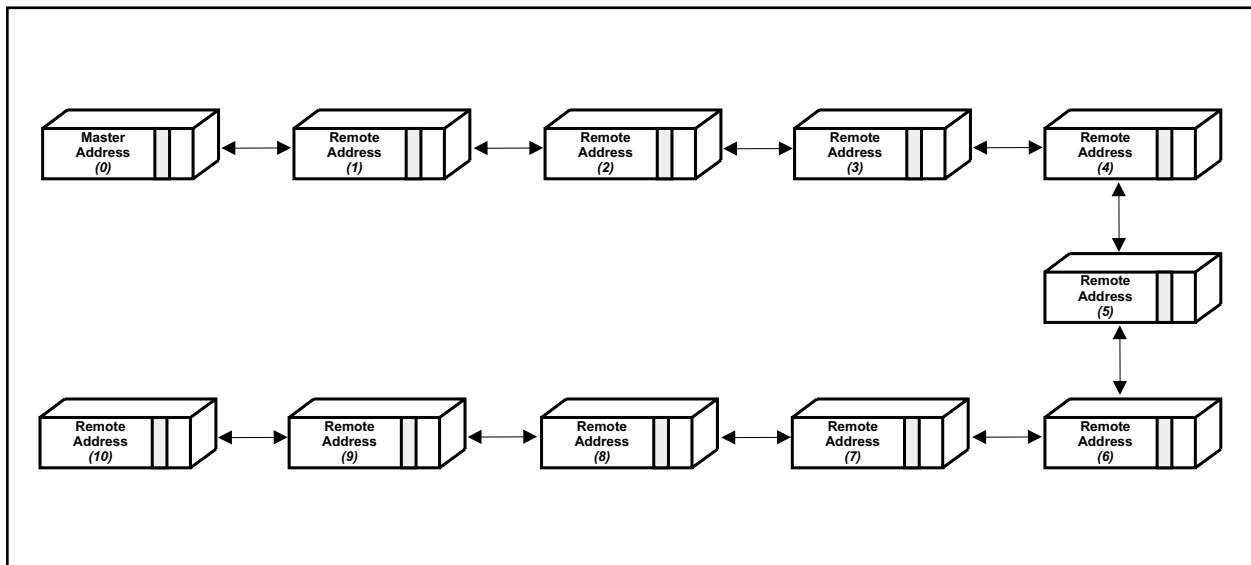 Master
Address
(0)
Remote
Address
(1)
Remote
Address
(2)
Remote
Address
(3)
Remote
Address
(4)
Remote
Address
(5)
Remote
Address
(10)
Remote
Address
(9)
Remote
Address
(8)
Remote
Address
(7)
Remote
Address
(6)